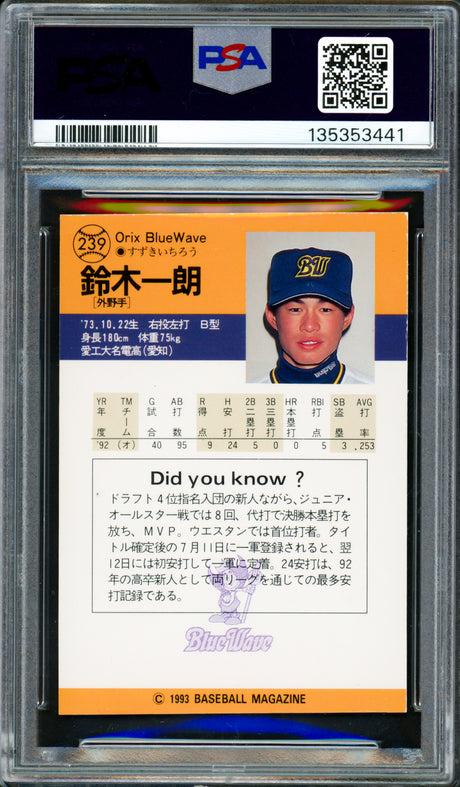 PSA
PSA
135353441
239
Orix BlueWave
●すずきいちろう
鈴木一朗
[外野手]
BW
'73.10.22生 右投左打 B型
身長180cm 体重75kg
愛工大名電高(愛知)
YR TM G AB R H 2B 3B HR RBI SB AVG
年度 チーム 試合 打数 得点 安打 二塁打 三塁打 本塁打 打点 盗塁 打率
'92 (オ) 40 95 9 24 5 0 0 5 3 .253
Did you know ?
ドラフト4位指名入団の新人ながら、ジュニア・
オールスター戦では8回、代打で決勝本塁打を
放ち、MVP。ウエスタンでは首位打者。タイ
トル確定後の7月11日に一軍登録されると、翌
12日には初安打して一軍に定着。24安打は、92
年の高卒新人として両リーグを通じての最多安
打記録である。
BlueWave
© 1993 BASEBALL MAGAZINE